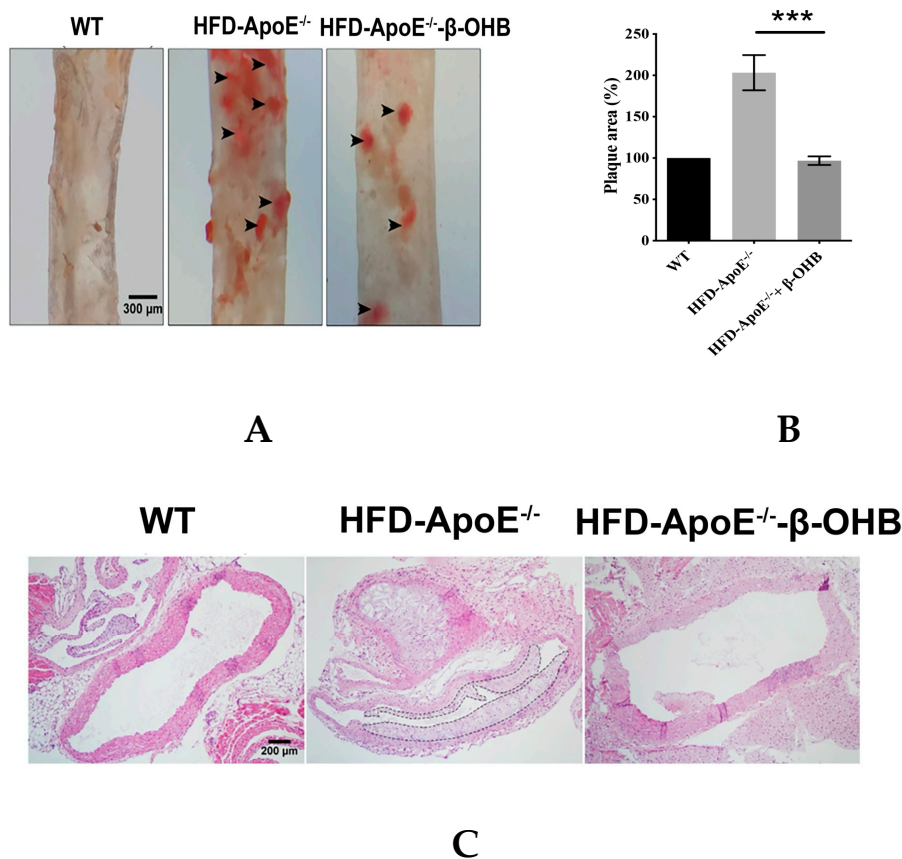 WT HFD-ApoE-/- HFD-ApoE-/--β-OHB
300 µm
A
***
250
200
150
100
50
0
Plaque area (%)
WT
HFD-ApoE-/-
HFD-ApoE-/-+ β-OHB
B
WT HFD-ApoE-/- HFD-ApoE-/--β-OHB
200 µm
C